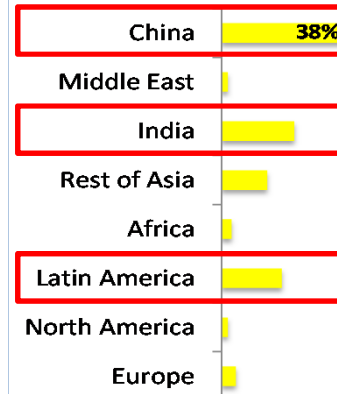 China 38%
Middle East
India
Rest of Asia
Africa
Latin America
North America
Europe